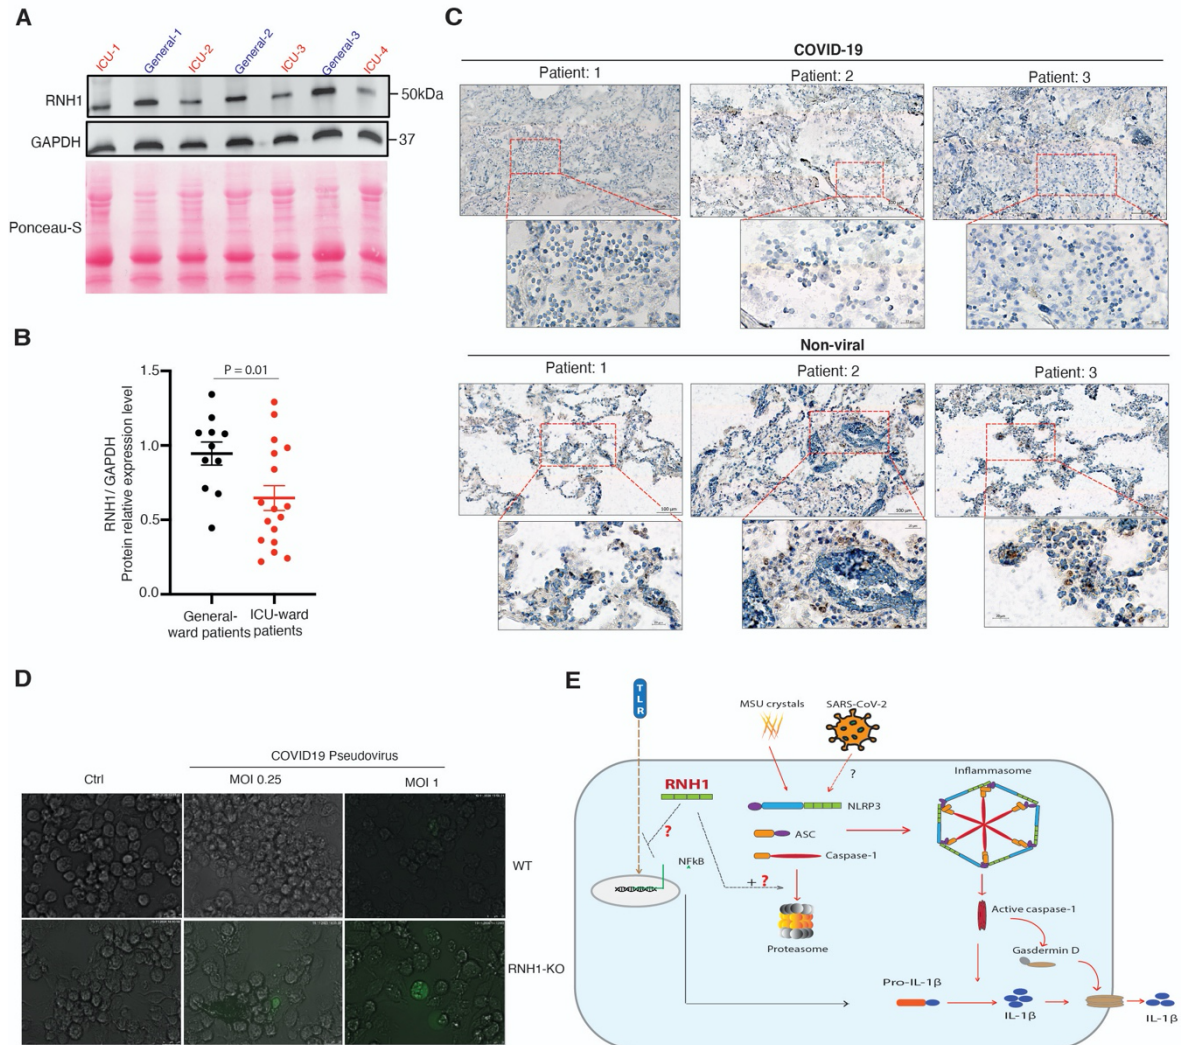 A
ICU-1
General-1
ICU-2
General-2
ICU-3
General-3
ICU-4
RNH1
50kDa
GAPDH
37
Ponceau-S
B
P = 0.01
1.5
1.0
0.5
0.0
RNH1/ GAPDH
Protein relative expression level
General-
ward patients
ICU-ward
patients
C
COVID-19
Patient: 1
Patient: 2
Patient: 3
Non-viral
Patient: 1
Patient: 2
Patient: 3
100 µm
100 µm
D
COVID19 Pseudovirus
Ctrl
MOI 0.25
MOI 1
WT
RNH1-KO
E
TLR
MSU crystals
SARS-CoV-2
?
RNH1
Inflammasome
NLRP3
?
ASC
NFkB
Caspase-1
+ ?
Active caspase-1
Proteasome
Gasdermin D
Pro-IL-1β
IL-1β
IL-1β